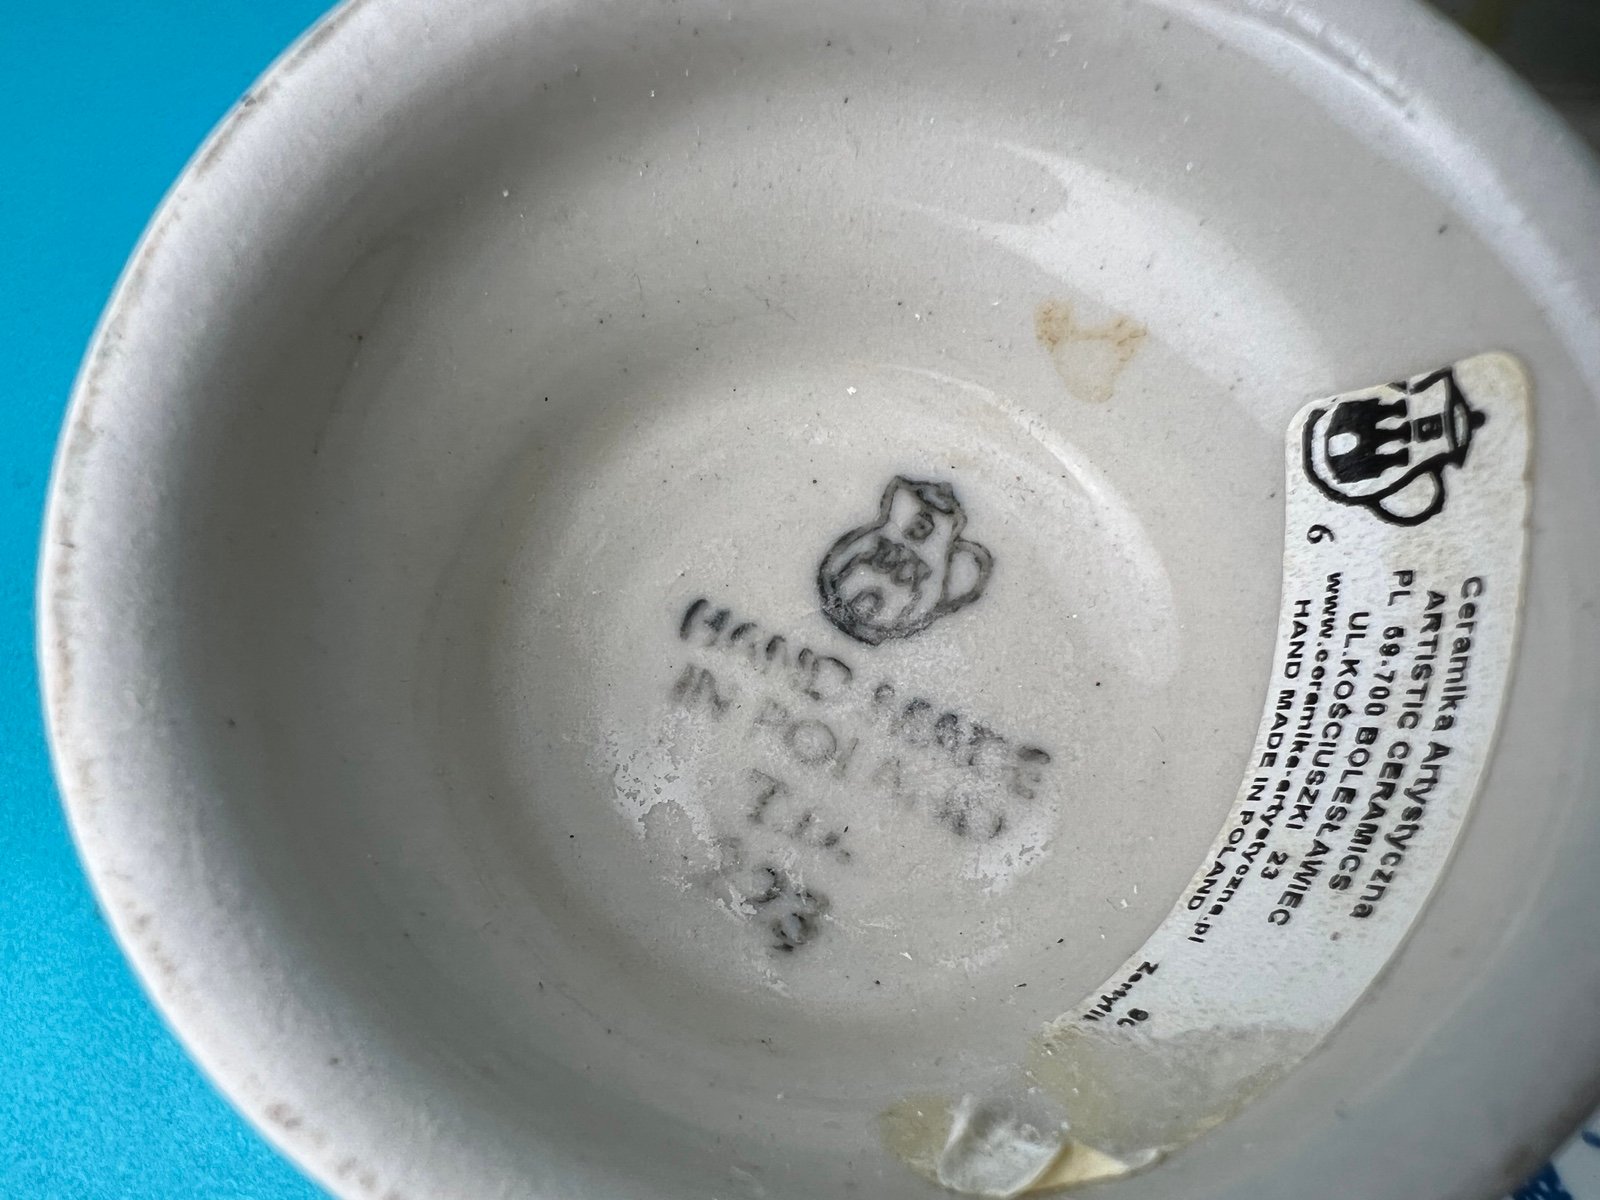 B
HAND MADE
IN POLAND
T.U.
B
6
Ceramika Artystyczna
ARTISTIC CERAMICS
PL 59-700 BOLESŁAWIEC
UL. KOŚCIUSZKI 23
www.ceramika-artystyczna.pl
HAND MADE IN POLAND